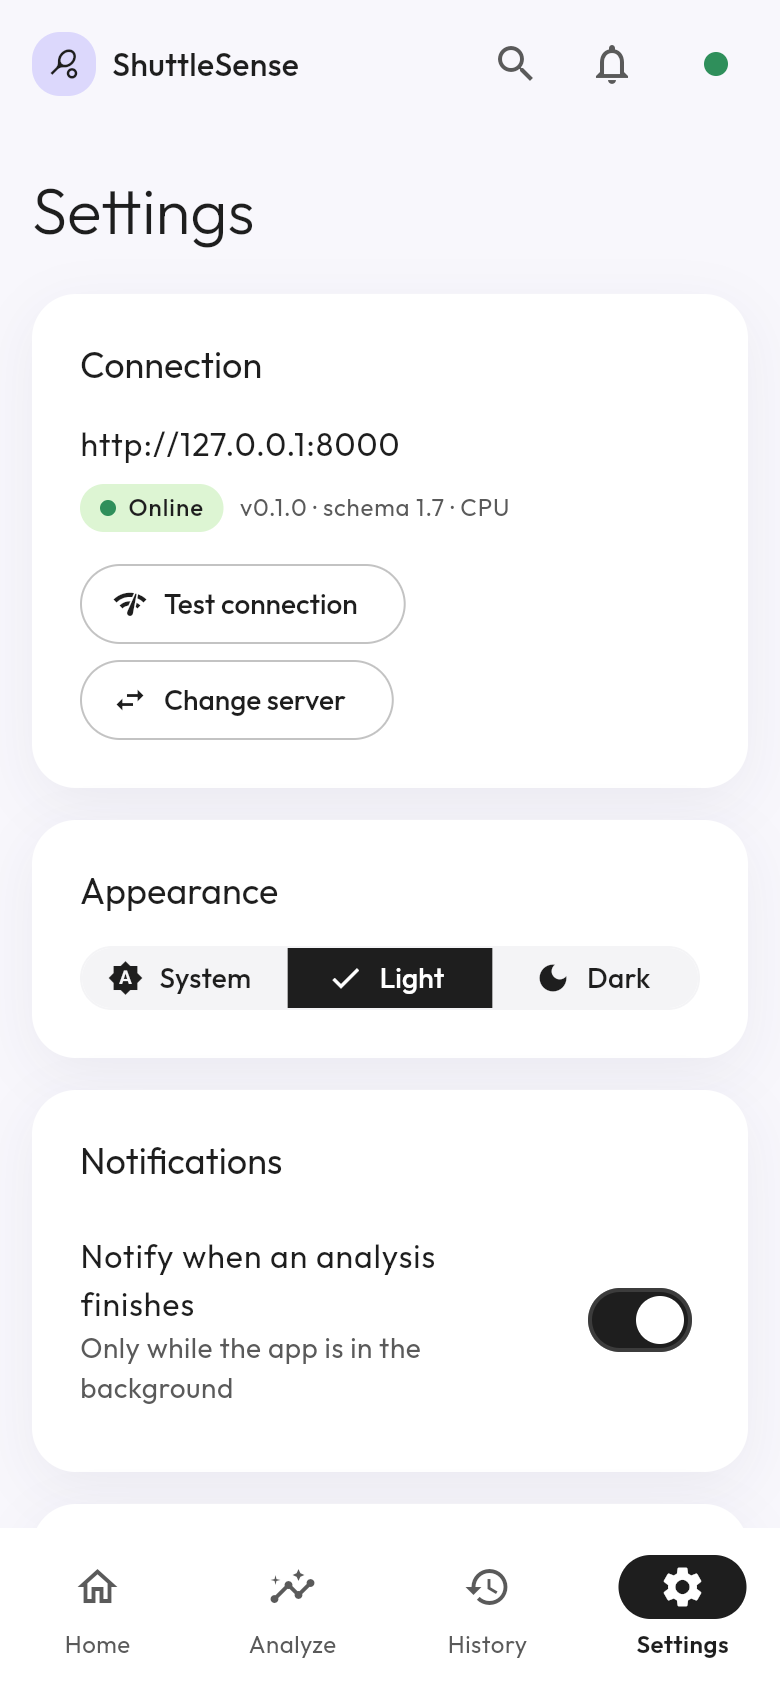 ShuttleSense
Settings
Connection
http://127.0.0.1:8000
Online v0.1.0 · schema 1.7 · CPU
Test connection
Change server
Appearance
A System Light Dark
Notifications
Notify when an analysis
finishes
Only while the app is in the
background
Home Analyze History Settings